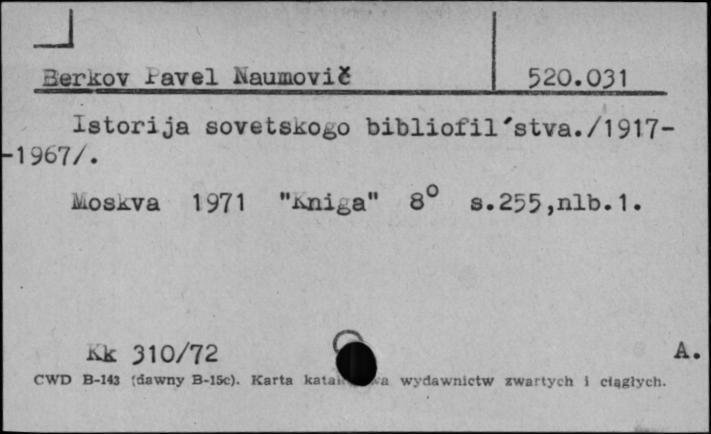 Berkov Pavel Naumovič 520.031
Istorija sovetskogo bibliofil'stva./1917-
-1967/.
Moskva 1971 "Kniga" 8° s.255,nlb.1.
Kk 310/72 A.
CWD B-143 (dawny B-15c). Karta wydawnictw zwartych i ciągłych.